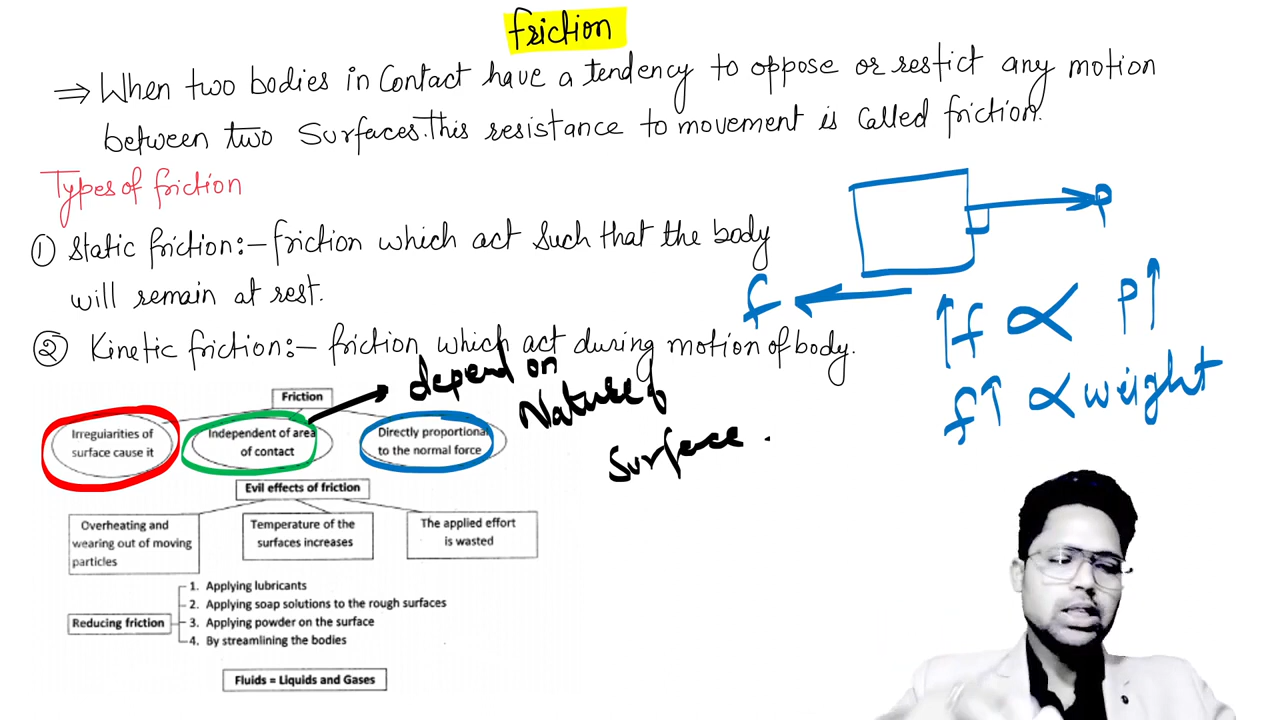 friction
⇒ When two bodies in Contact have a tendency to oppose or restict any motion
between two Surfaces.This resistance to movement is called friction.
Types of friction
① Static friction:- friction which act Such that the body
will remain at rest.
② Kinetic friction:- friction which act during motion of body.
P
f
↑f ∝ P↑
f↑ ∝ weight
depend on
Nature of
Surface.
Friction
Irregularities of
surface cause it
Independent of area
of contact
Directly proportional
to the normal force
Evil effects of friction
Overheating and
wearing out of moving
particles
Temperature of the
surfaces increases
The applied effort
is wasted
Reducing friction
1. Applying lubricants
2. Applying soap solutions to the rough surfaces
3. Applying powder on the surface
4. By streamlining the bodies
Fluids = Liquids and Gases